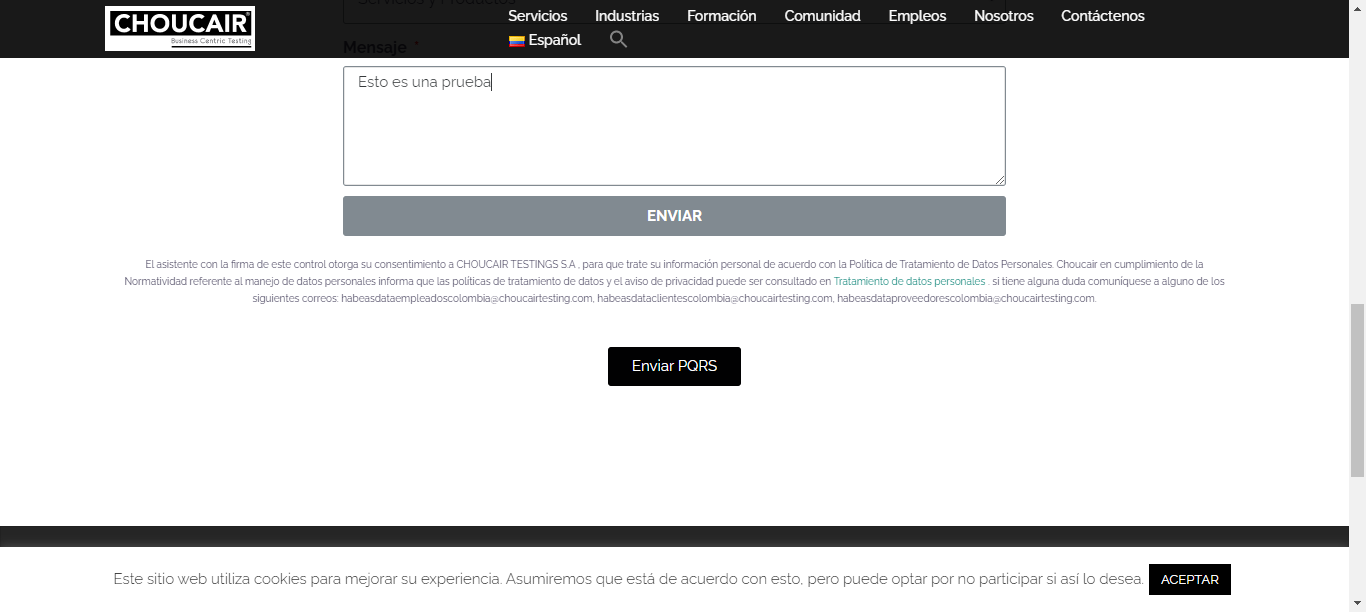 Servicios y Productos
CHOUCAIR®
Business Centric Testing
Servicios Industrias Formación Comunidad Empleos Nosotros Contáctenos
Español
Mensaje *
Esto es una prueba
ENVIAR
El asistente con la firma de este control otorga su consentimiento a CHOUCAIR TESTINGS S.A , para que trate su información personal de acuerdo con la Política de Tratamiento de Datos Personales. Choucair en cumplimiento de la
Normatividad referente al manejo de datos personales informa que las políticas de tratamiento de datos y el aviso de privacidad puede ser consultado en Tratamiento de datos personales . si tiene alguna duda comuníquese a alguno de los
siguientes correos: habeasdataempleadoscolombia@choucairtesting.com, habeasdataclientescolombia@choucairtesting.com, habeasdataproveedorescolombia@choucairtesting.com.
Enviar PQRS
Este sitio web utiliza cookies para mejorar su experiencia. Asumiremos que está de acuerdo con esto, pero puede optar por no participar si así lo desea. ACEPTAR